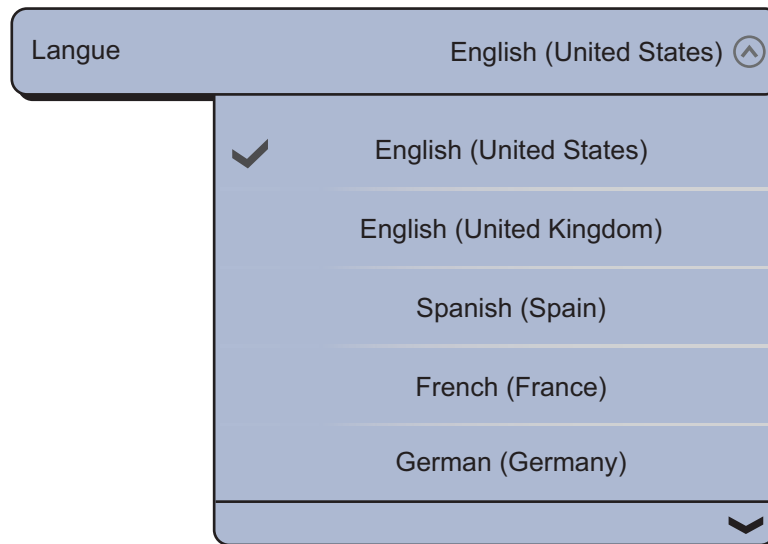 Langue English (United States)
English (United States)
English (United Kingdom)
Spanish (Spain)
French (France)
German (Germany)